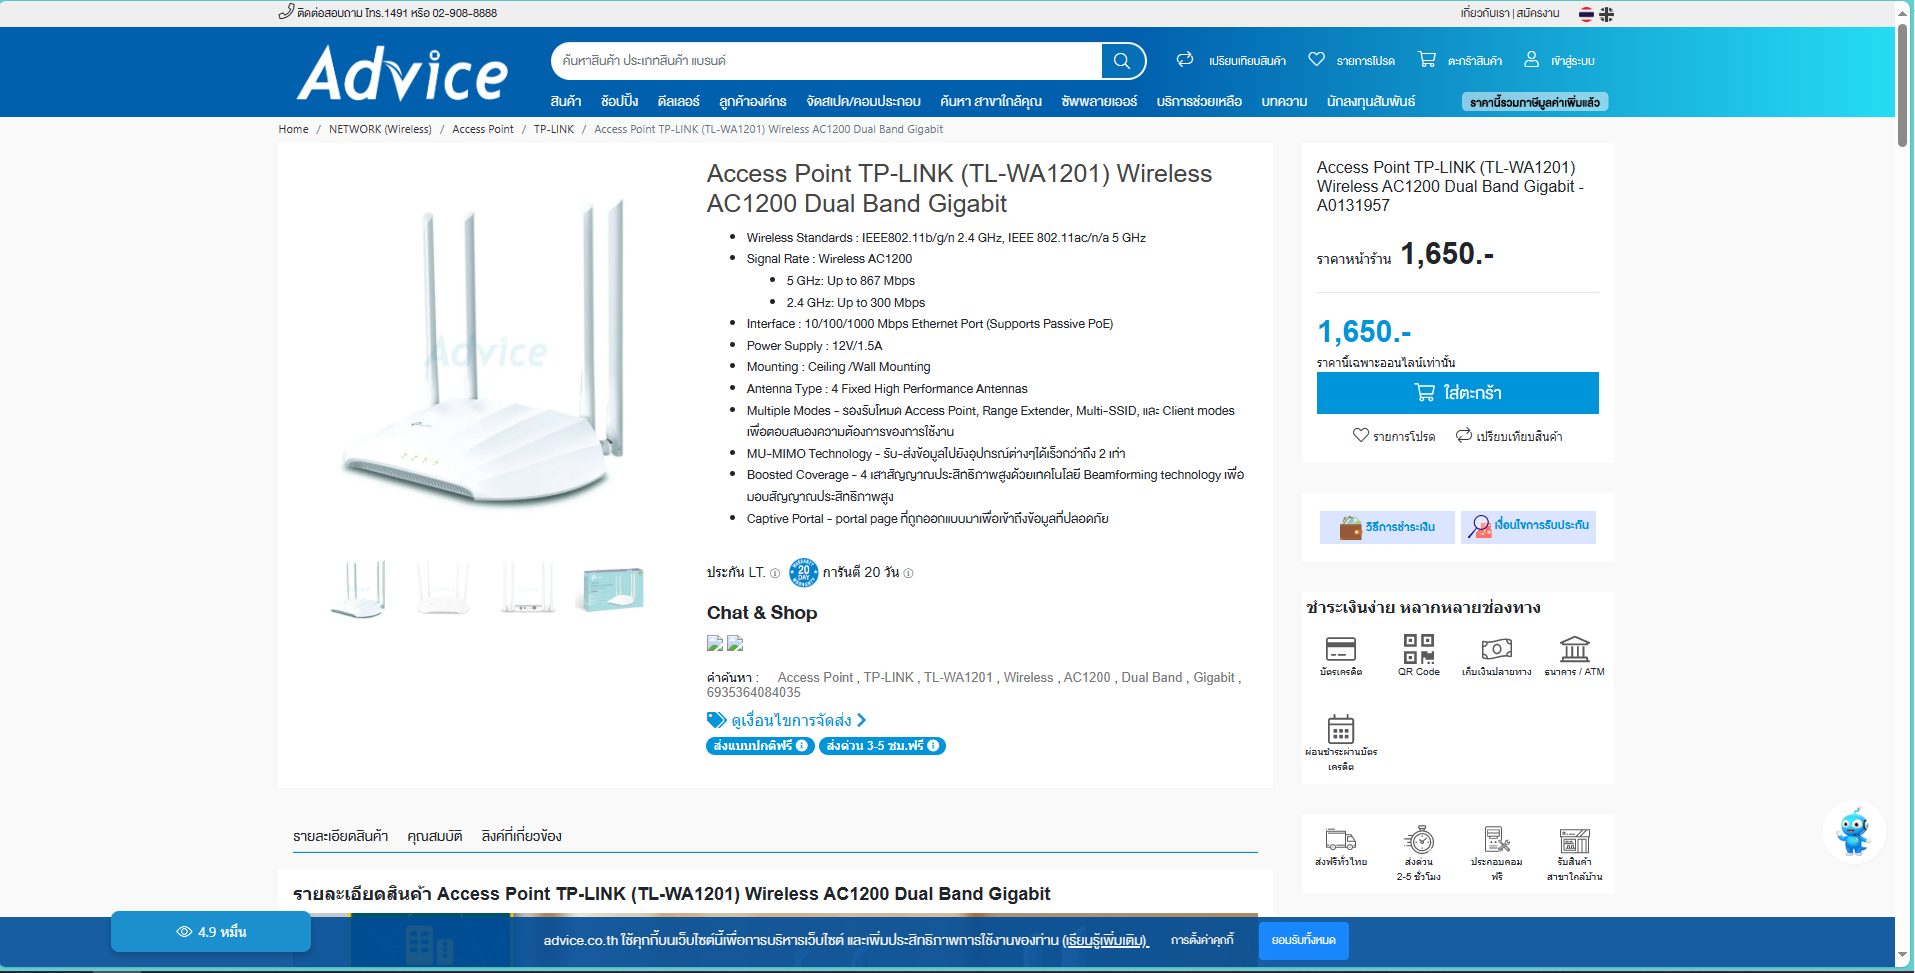 ติดต่อสอบถาม โทร.1491 หรือ 02-908-8888
เกี่ยวกับเรา | สมัครงาน
Advice
ค้นหาสินค้า ประเภทสินค้า แบรนด์
เปรียบเทียบสินค้า
รายการโปรด
ตะกร้าสินค้า
เข้าสู่ระบบ
สินค้า ช้อปปิ้ง ดีลเลอร์ ลูกค้าองค์กร จัดสเปค/คอมประกอบ ค้นหา สาขาใกล้คุณ ซัพพลายเออร์ บริการช่วยเหลือ บทความ นักลงทุนสัมพันธ์
ราคานี้รวมภาษีมูลค่าเพิ่มแล้ว
Home / NETWORK (Wireless) / Access Point / TP-LINK / Access Point TP-LINK (TL-WA1201) Wireless AC1200 Dual Band Gigabit
Advice
Access Point TP-LINK (TL-WA1201) Wireless
AC1200 Dual Band Gigabit
Wireless Standards : IEEE802.11b/g/n 2.4 GHz, IEEE 802.11ac/n/a 5 GHz
Signal Rate : Wireless AC1200
5 GHz: Up to 867 Mbps
2.4 GHz: Up to 300 Mbps
Interface : 10/100/1000 Mbps Ethernet Port (Supports Passive PoE)
Power Supply : 12V/1.5A
Mounting : Ceiling /Wall Mounting
Antenna Type : 4 Fixed High Performance Antennas
Multiple Modes - รองรับโหมด Access Point, Range Extender, Multi-SSID, และ Client modes
เพื่อตอบสนองความต้องการของการใช้งาน
MU-MIMO Technology - รับ-ส่งข้อมูลไปยังอุปกรณ์ต่างๆได้เร็วกว่าถึง 2 เท่า
Boosted Coverage - 4 เสาสัญญาณประสิทธิภาพสูงด้วยเทคโนโลยี Beamforming technology เพื่อ
มอบสัญญาณประสิทธิภาพสูง
Captive Portal - portal page ที่ถูกออกแบบมาเพื่อเข้าถึงข้อมูลที่ปลอดภัย
ประกัน LT.
WARRANTY 20 DAY
การันตี 20 วัน
Chat & Shop
คำค้นหา : Access Point , TP-LINK , TL-WA1201 , Wireless , AC1200 , Dual Band , Gigabit ,
6935364084035
ดูเงื่อนไขการจัดส่ง
ส่งแบบปกติฟรี
ส่งด่วน 3-5 ชม.ฟรี
Access Point TP-LINK (TL-WA1201)
Wireless AC1200 Dual Band Gigabit -
A0131957
ราคาหน้าร้าน 1,650.-
1,650.-
ราคานี้เฉพาะออนไลน์เท่านั้น
ใส่ตะกร้า
รายการโปรด
เปรียบเทียบสินค้า
วิธีการชำระเงิน
เงื่อนไขการรับประกัน
ชำระเงินง่าย หลากหลายช่องทาง
บัตรเครดิต
QR Code
เก็บเงินปลายทาง
ธนาคาร / ATM
ผ่อนชำระผ่านบัตร
เครดิต
ส่งฟรีทั่วไทย
ส่งด่วน
2-5 ชั่วโมง
ประกอบคอม
ฟรี
รับสินค้า
สาขาใกล้บ้าน
รายละเอียดสินค้า คุณสมบัติ ลิงค์ที่เกี่ยวข้อง
รายละเอียดสินค้า Access Point TP-LINK (TL-WA1201) Wireless AC1200 Dual Band Gigabit
4.9 หมื่น
advice.co.th ใช้คุกกี้บนเว็บไซต์นี้เพื่อการบริหารเว็บไซต์ และเพิ่มประสิทธิภาพการใช้งานของท่าน (เรียนรู้เพิ่มเติม)
การตั้งค่าคุกกี้
ยอมรับทั้งหมด